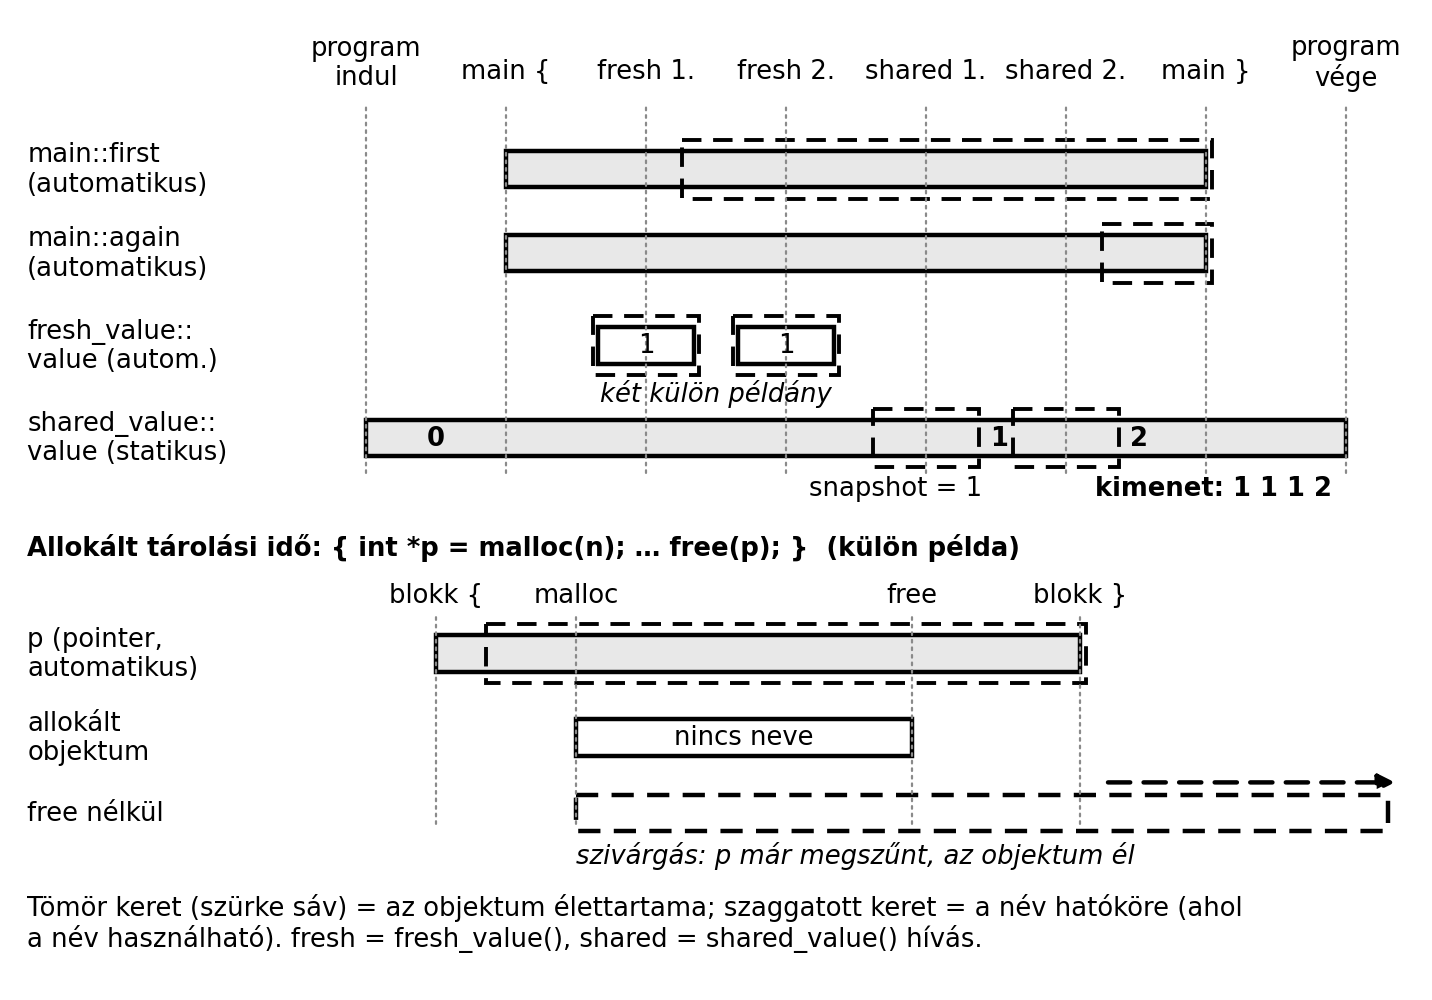 program
indul
main {
fresh 1.
fresh 2.
shared 1.
shared 2.
main }
program
vége
main::first
(automatikus)
main::again
(automatikus)
fresh_value::
value (autom.)
1
1
két külön példány
shared_value::
value (statikus)
0
1
2
snapshot = 1
kimenet: 1 1 1 2
Allokált tárolási idő: { int *p = malloc(n); … free(p); }  (külön példa)
blokk {
malloc
free
blokk }
p (pointer,
automatikus)
allokált
objektum
nincs neve
free nélkül
szivárgás: p már megszűnt, az objektum él
Tömör keret (szürke sáv) = az objektum élettartama; szaggatott keret = a név hatóköre (ahol
a név használható). fresh = fresh_value(), shared = shared_value() hívás.